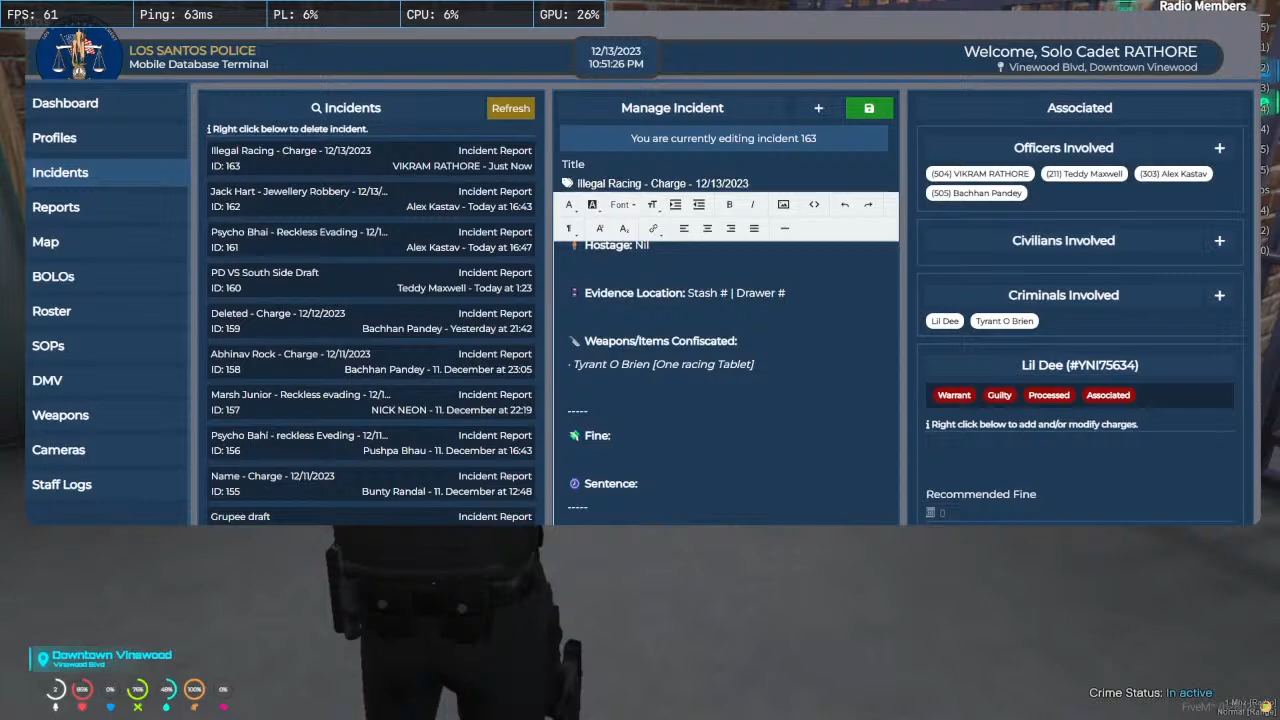 FPS: 61
Ping: 63ms
PL: 6%
CPU: 6%
GPU: 26%
Radio Members
LOS SANTOS POLICE
Mobile Database Terminal
12/13/2023
10:51:26 PM
Welcome, Solo Cadet RATHORE
Vinewood Blvd, Downtown Vinewood
Dashboard
Profiles
Incidents
Reports
Map
BOLOs
Roster
SOPs
DMV
Weapons
Cameras
Staff Logs
Incidents
Refresh
Right click below to delete incident.
Illegal Racing - Charge - 12/13/2023 Incident Report
ID: 163 VIKRAM RATHORE - Just Now
Jack Hart - Jewellery Robbery - 12/13/... Incident Report
ID: 162 Alex Kastav - Today at 16:47
Psycho Bhai - Reckless Evading - 12/1... Incident Report
ID: 161 Alex Kastav - Today at 16:47
PD VS South Side Draft Incident Report
ID: 160 Teddy Maxwell - Today at 1:23
Deleted - Charge - 12/12/2023 Incident Report
ID: 159 Bachhan Pandey - Yesterday at 21:42
Abhinav Rock - Charge - 12/11/2023 Incident Report
ID: 158 Bachhan Pandey - 11. December at 23:05
Marsh Junior - Reckless evading - 12/1... Incident Report
ID: 157 NICK NEON - 11. December at 22:19
Psycho Bahi - reckless Eveding - 12/11... Incident Report
ID: 156 Pushpa Bhau - 11. December at 16:43
Name - Charge - 12/11/2023 Incident Report
ID: 155 Bunty Randal - 11. December at 12:48
Grupee draft Incident Report
Manage Incident +
You are currently editing incident 163
Title
Illegal Racing - Charge - 12/13/2023
Font
Hostage: Nil
Evidence Location: Stash # | Drawer #
Weapons/Items Confiscated:
· Tyrant O Brien [One racing Tablet]
-----
Fine:
Sentence:
-----
Associated
Officers Involved +
(504) VIKRAM RATHORE (211) Teddy Maxwell (303) Alex Kastav
(505) Bachhan Pandey
Civilians Involved +
Criminals Involved +
Lil Dee Tyrant O Brien
Lil Dee (#YNI75634)
Warrant Guilty Processed Associated
Right click below to add and/or modify charges.
Recommended Fine
0
Downtown Vinewood
Vinewood Blvd
2 0% 100% 0%
Crime Status: In active
FiveM